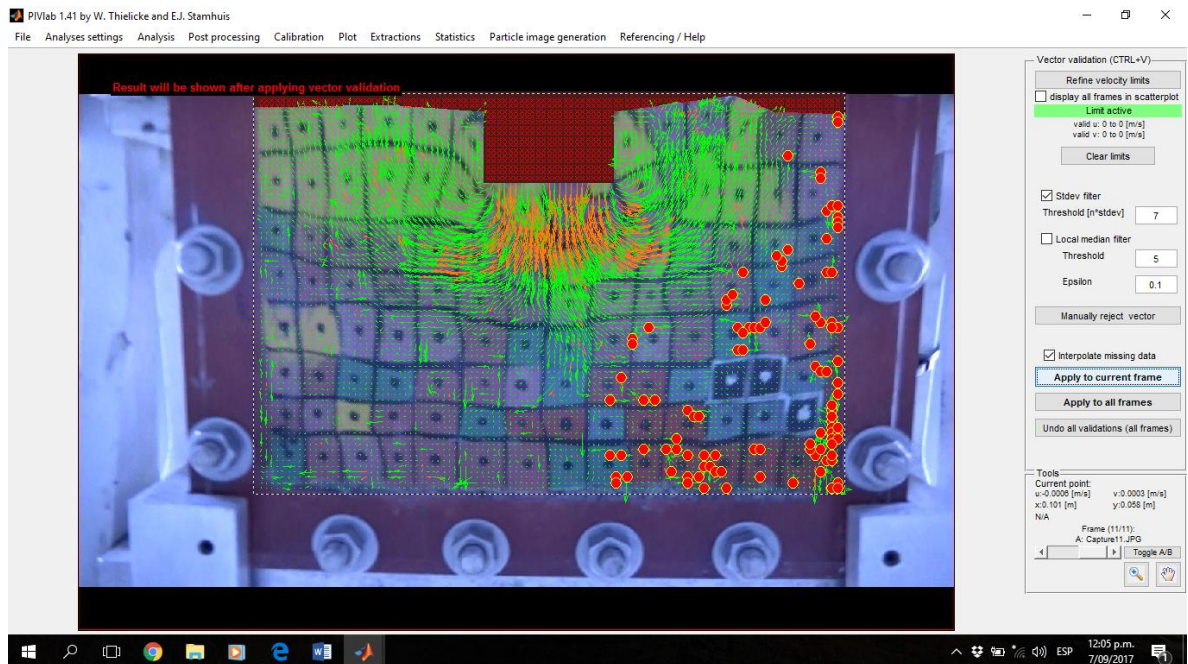 PIVlab 1.41 by W. Thielicke and E.J. Stamhuis
File Analyses settings Analysis Post processing Calibration Plot Extractions Statistics Particle image generation Referencing / Help
Result will be shown after applying vector validation
Vector validation (CTRL+V)
Refine velocity limits
display all frames in scatterplot
Limit active
valid u: 0 to 0 [m/s]
valid v: 0 to 0 [m/s]
Clear limits
Stdev filter
Threshold [n*stdev] 7
Local median filter
Threshold 5
Epsilon 0.1
Manually reject vector
Interpolate missing data
Apply to current frame
Apply to all frames
Undo all validations (all frames)
Tools
Current point:
u:-0.0006 [m/s] v:0.0003 [m/s]
x:0.101 [m] y:0.058 [m]
N/A
Frame (11/11):
A: Capture11.JPG
Toggle A/B
ESP
12:05 p.m.
7/09/2017